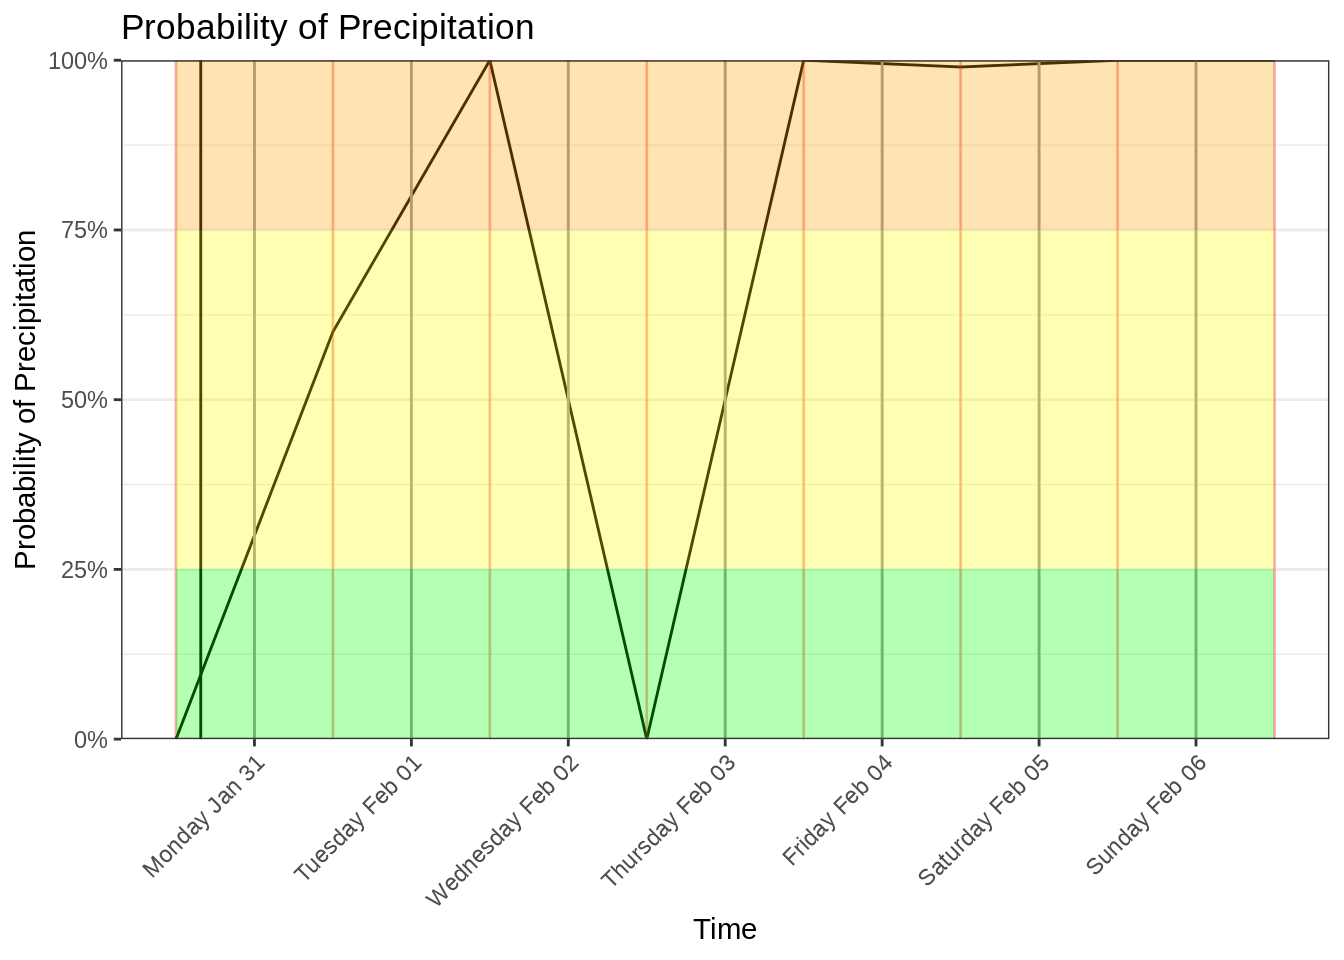 Probability of Precipitation
Probability of Precipitation
100%
75%
50%
25%
0%
Monday Jan 31
Tuesday Feb 01
Wednesday Feb 02
Thursday Feb 03
Friday Feb 04
Saturday Feb 05
Sunday Feb 06
Time